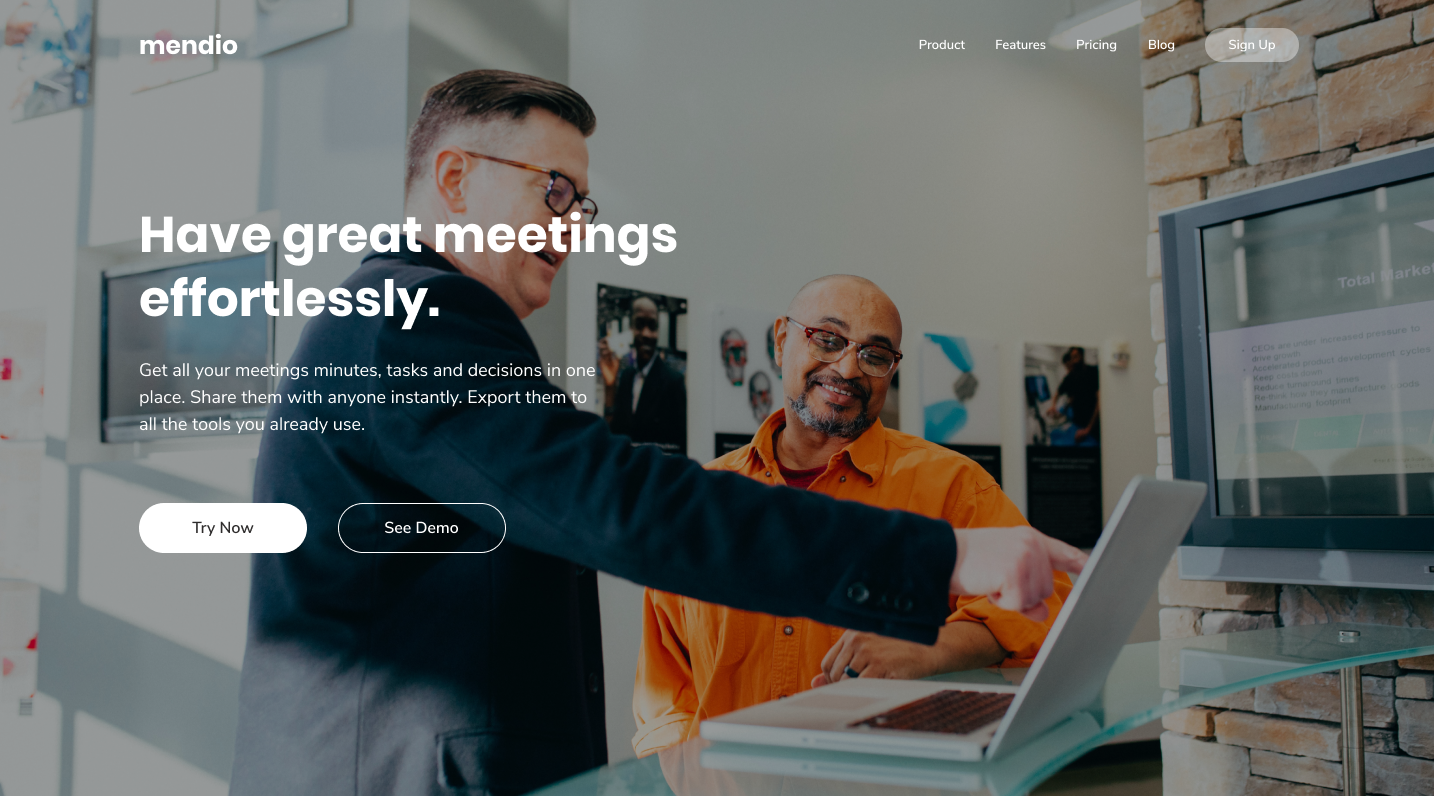 mendio
Product Features Pricing Blog Sign Up
Have great meetings
effortlessly.
Get all your meetings minutes, tasks and decisions in one
place. Share them with anyone instantly. Export them to
all the tools you already use.
Try Now See Demo
Total Market
CEOs are under increased pressure to
drive growth
Accelerated product development cycles
Keep costs down
Reduce turnaround times
Re-think how they manufacture goods
Manufacturing footprint